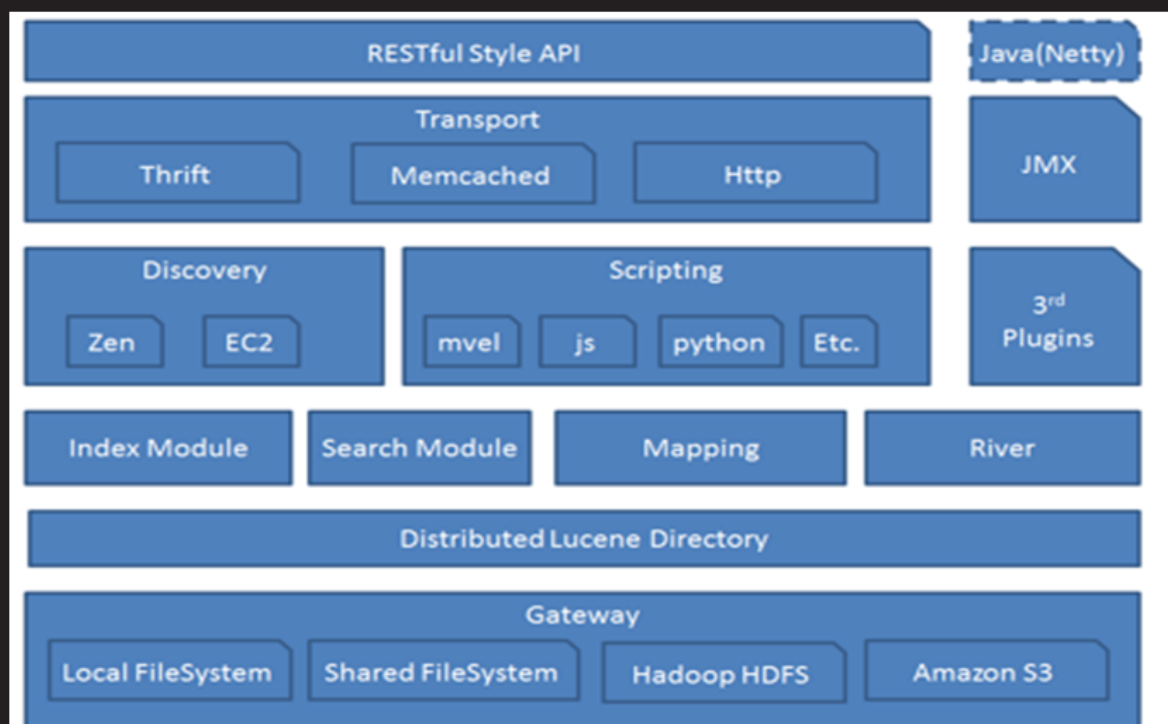 RESTful Style API
Java(Netty)
Transport
Thrift
Memcached
Http
JMX
Discovery
Zen
EC2
Scripting
mvel
js
python
Etc.
3rd
Plugins
Index Module
Search Module
Mapping
River
Distributed Lucene Directory
Gateway
Local FileSystem
Shared FileSystem
Hadoop HDFS
Amazon S3